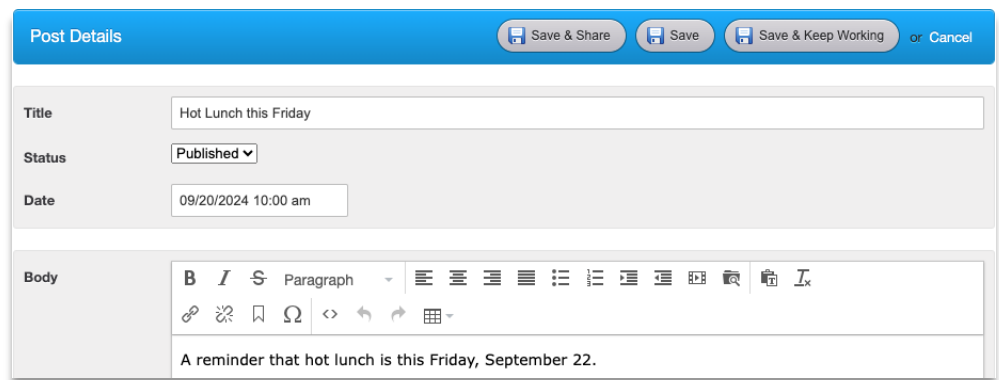 Post Details
Save & Share
Save
Save & Keep Working
or Cancel
Title
Hot Lunch this Friday
Status
Published
Date
09/20/2024 10:00 am
Body
B I S Paragraph
Ω <>
A reminder that hot lunch is this Friday, September 22.